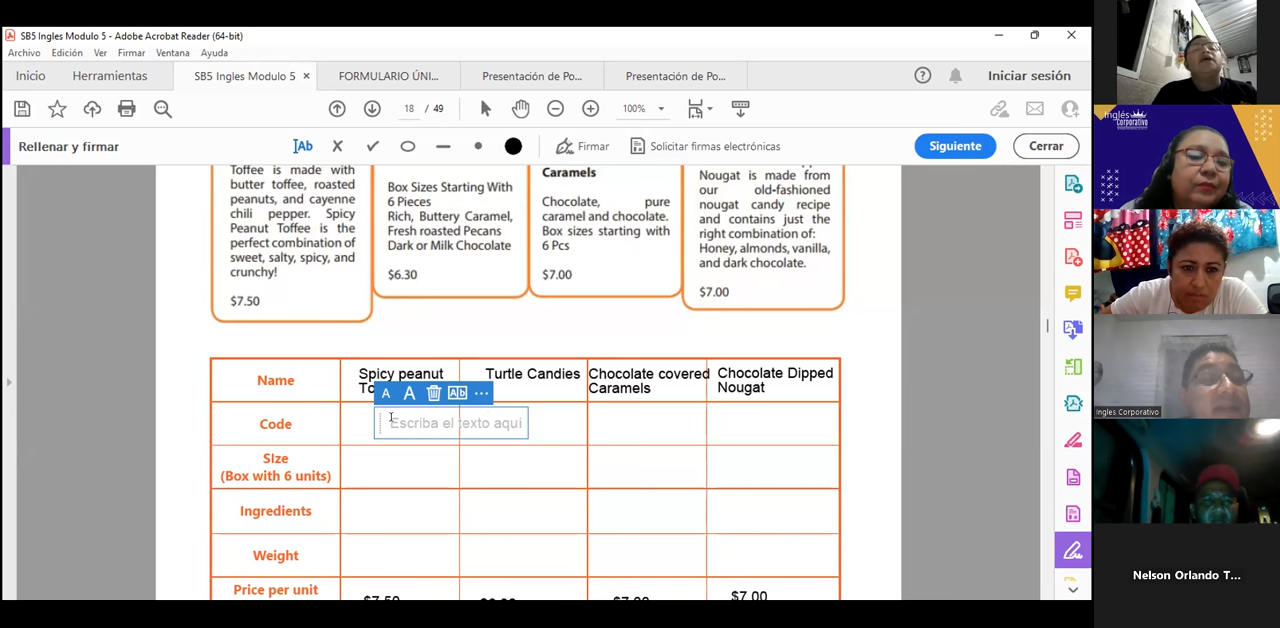 SB5 Ingles Modulo 5 - Adobe Acrobat Reader (64-bit)
Archivo Edición Ver Firmar Ventana Ayuda
Inicio Herramientas SB5 Ingles Modulo 5 × FORMULARIO ÚNI... Presentación de Po... Presentación de Po... Iniciar sesión
18 / 49 100%
Rellenar y firmar Firmar Solicitar firmas electrónicas Siguiente Cerrar
Toffee is made with
butter toffee, roasted
peanuts, and cayenne
chili pepper. Spicy
Peanut Toffee is the
perfect combination of
sweet, salty, spicy, and
crunchy!
$7.50
Box Sizes Starting With
6 Pieces
Rich, Buttery Caramel,
Fresh roasted Pecans
Dark or Milk Chocolate
$6.30
Caramels
Chocolate, pure
caramel and chocolate.
Box sizes starting with
6 Pcs
$7.00
Nougat is made from
our old-fashioned
nougat candy recipe
and contains just the
right combination of:
Honey, almonds, vanilla,
and dark chocolate.
$7.00
Name Spicy peanut Turtle Candies Chocolate covered Caramels Chocolate Dipped Nougat
Code Escriba el texto aquí
SIze
(Box with 6 units)
Ingredients
Weight
Price per unit $7.50 $7.00 $7.00
Inglés
Corporativo
Ingles Corporativo
Nelson Orlando T...